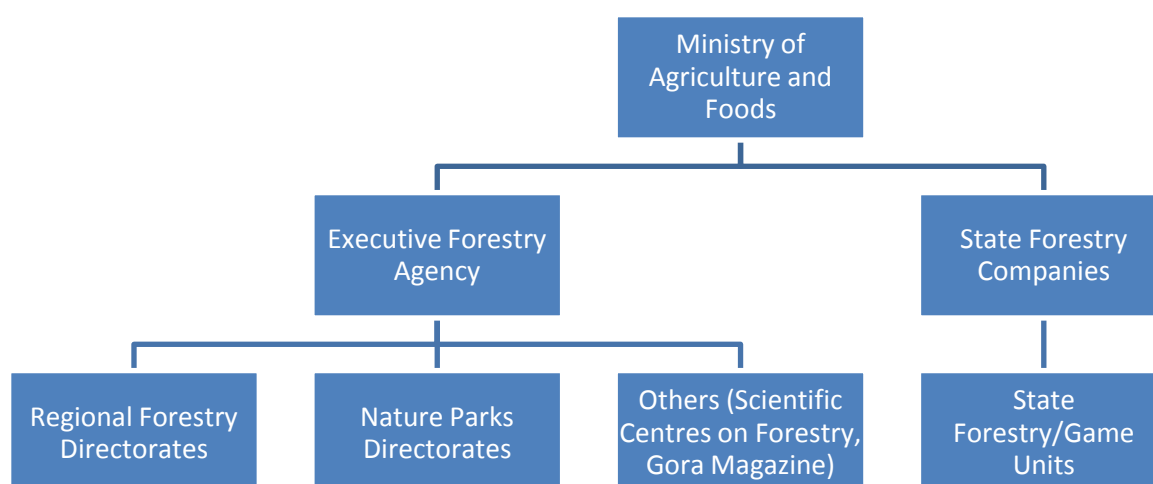 Ministry of
Agriculture and
Foods
Executive Forestry
Agency
State Forestry
Companies
Regional Forestry
Directorates
Nature Parks
Directorates
Others (Scientific
Centres on Forestry,
Gora Magazine)
State
Forestry/Game
Units